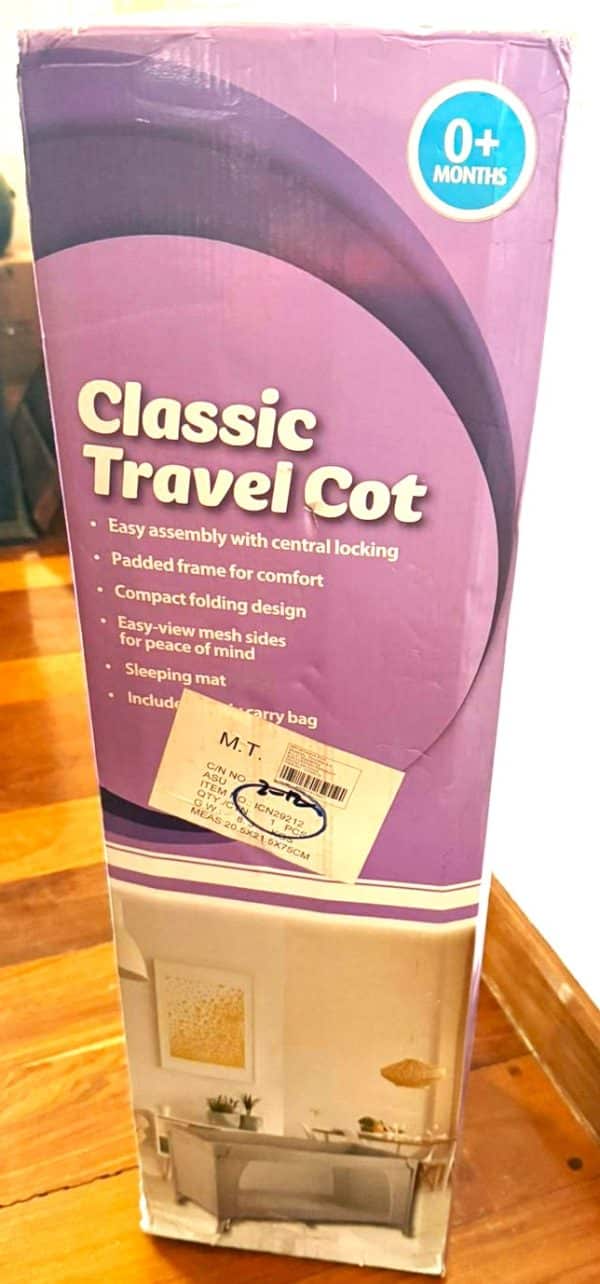 0+
MONTHS
Classic
Travel Cot
• Easy assembly with central locking
• Padded frame for comfort
• Compact folding design
• Easy-view mesh sides
for peace of mind
• Sleeping mat
• Include carry bag
M.T.
C/N NO
ASU
ITEM O. ICN29212
QTY /C N 1 PCS
G.W.: KGS
MEAS 20.5X21.5X75CM